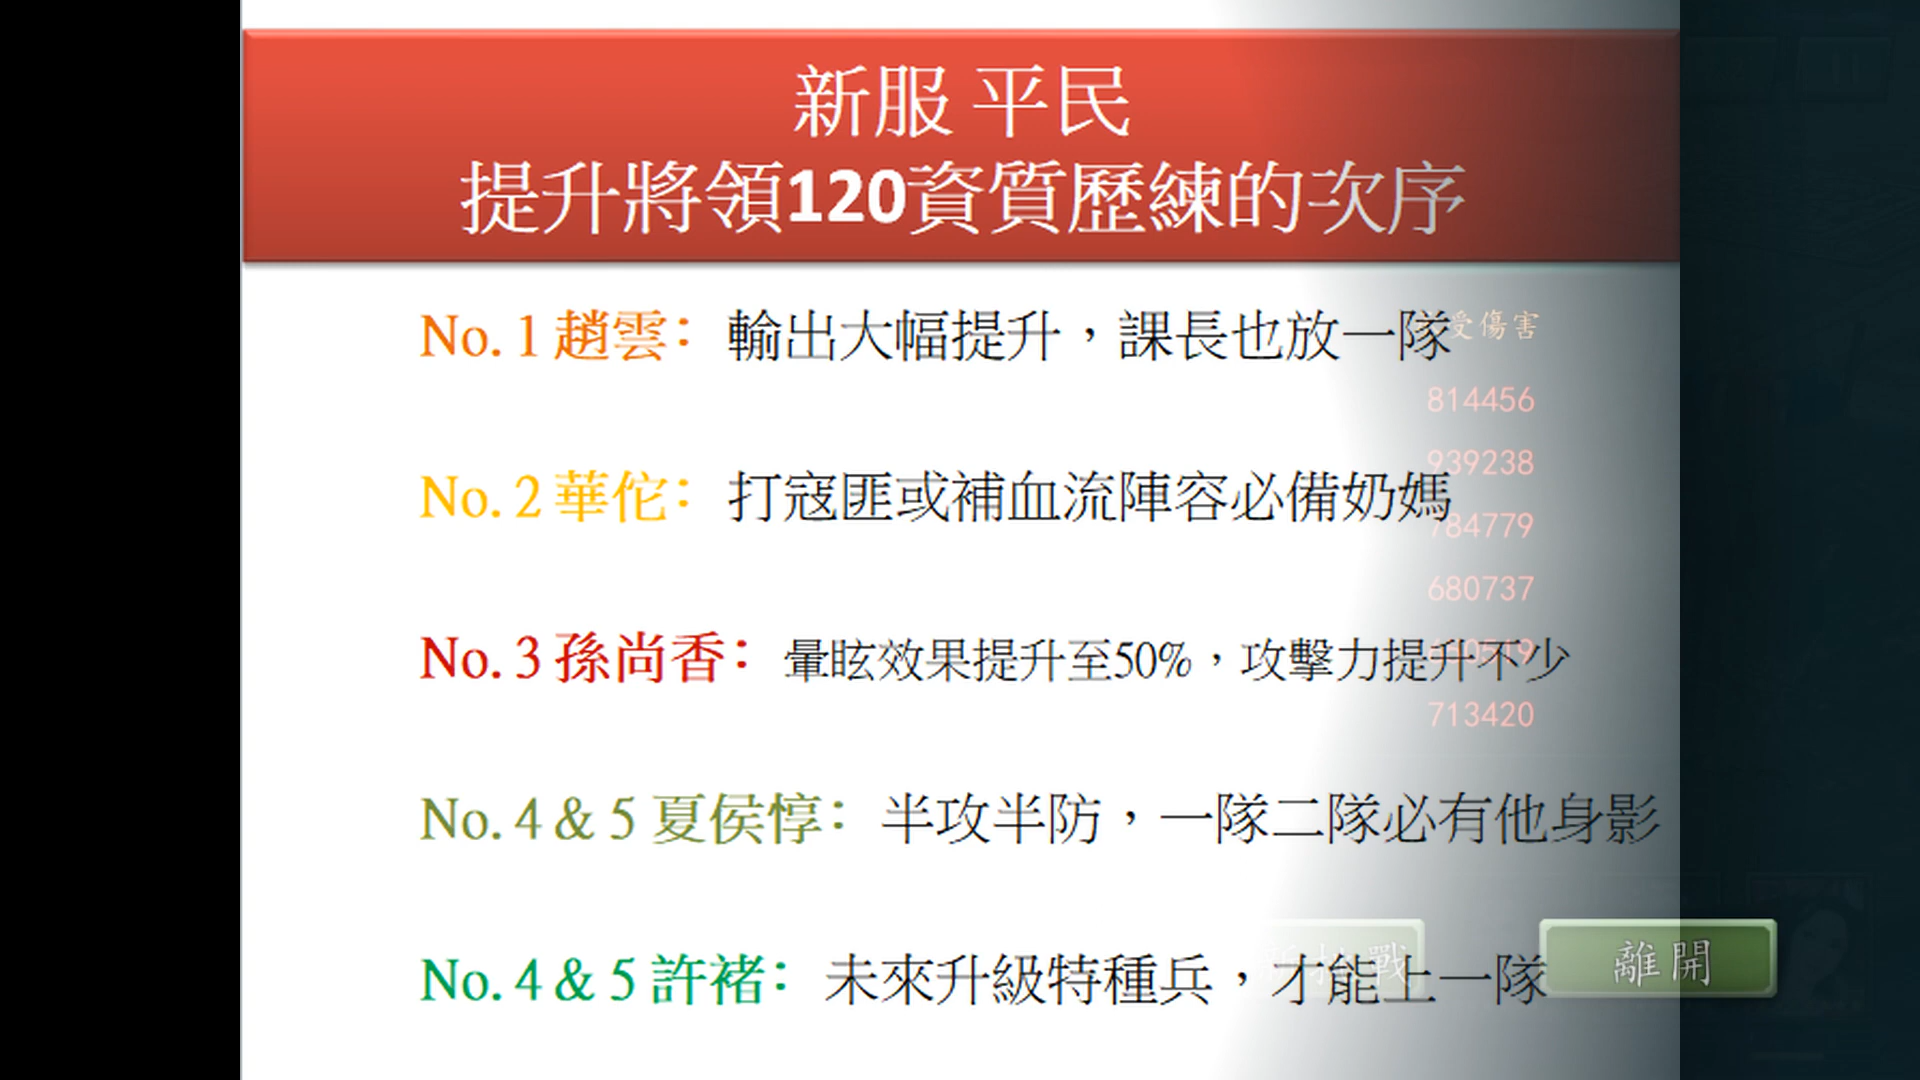 新服 平民
提升將領120資質歷練的次序
No. 1 趙雲：輸出大幅提升，課長也放一隊
受傷害
814456
939238
No. 2 華佗：打寇匪或補血流陣容必備奶媽
784779
680737
No. 3 孫尚香：暈眩效果提升至50%，攻擊力提升不少
713420
No. 4 & 5 夏侯惇：半攻半防，一隊二隊必有他身影
No. 4 & 5 許褚：未來升級特種兵，才能上一隊
離開